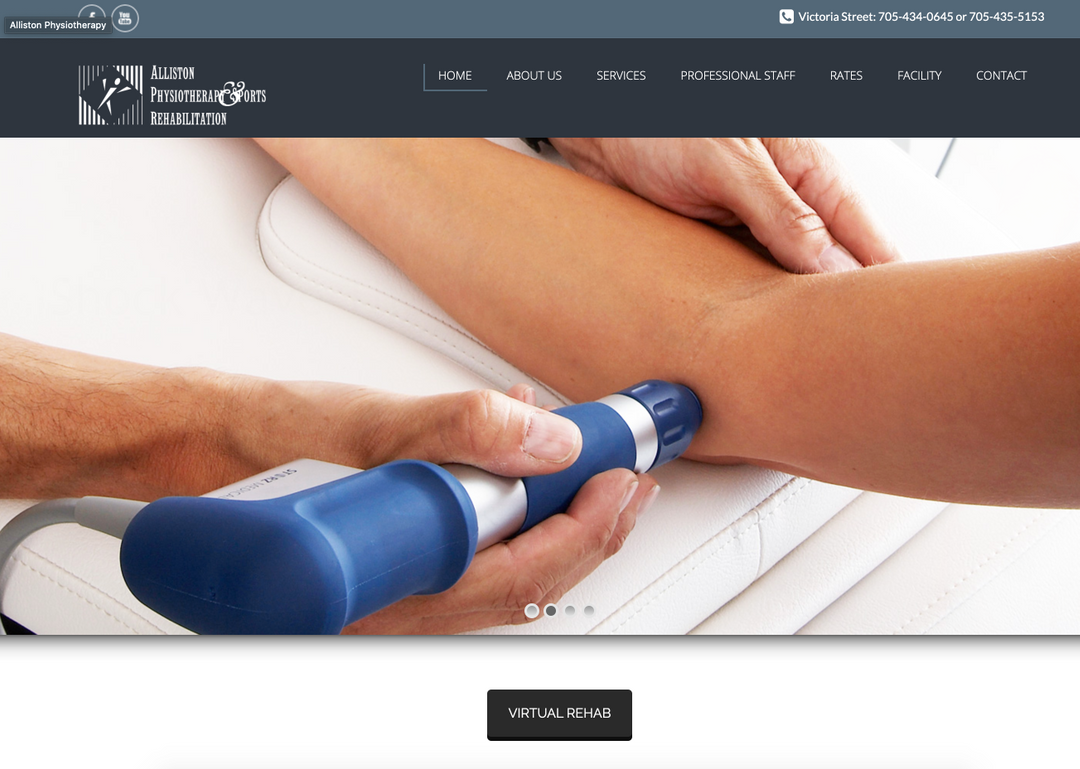 Alliston Physiotherapy
f
You
Tube
Victoria Street: 705-434-0645 or 705-435-5153
ALLISTON
PHYSIOTHERAPY & SPORTS
REHABILITATION
HOME
ABOUT US
SERVICES
PROFESSIONAL STAFF
RATES
FACILITY
CONTACT
VIRTUAL REHAB